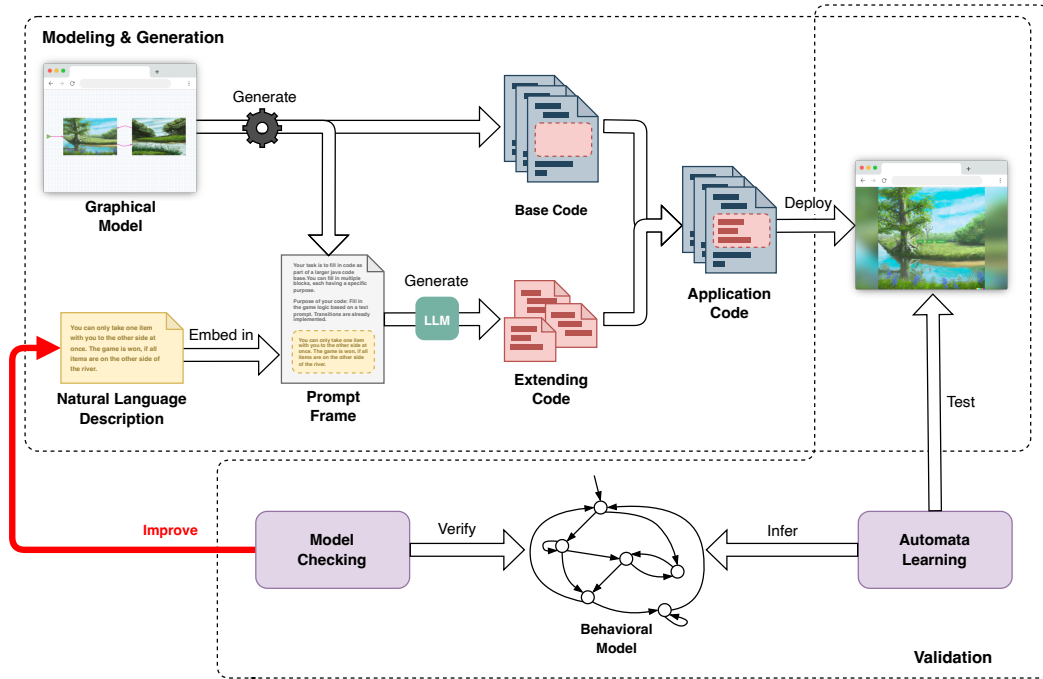 Modeling & Generation
Generate
Graphical
Model
Base Code
Deploy
Application
Code
Your task is to fill in code as
part of a larger java code
base.You can fill in multiple
blocks, each having a specific
purpose.
Purpose of your code: Fill in
the game logic based on a text
prompt. Transitions are already
implemented.
You can only take one item
with you to the other side at
once. The game is won, if all
items are on the other side
of the river.
Generate
LLM
Prompt
Frame
Extending
Code
You can only take one item
with you to the other side at
once. The game is won, if all
items are on the other side of
the river.
Embed in
Natural Language
Description
Test
Improve
Model
Checking
Verify
Infer
Automata
Learning
Behavioral
Model
Validation